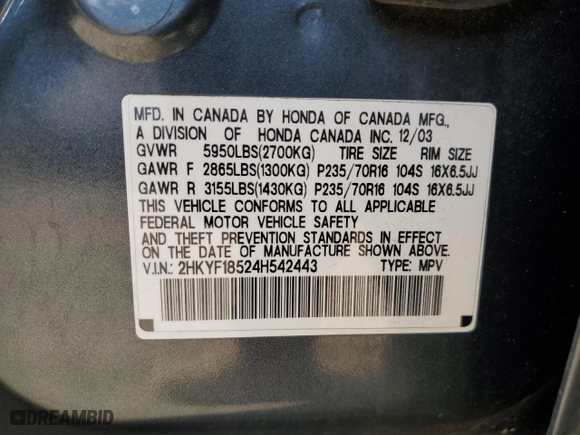 MFD. IN CANADA BY HONDA OF CANADA MFG.,
A DIVISION OF HONDA CANADA INC. 12/03
GVWR 5950LBS(2700KG) TIRE SIZE RIM SIZE
GAWR F 2865LBS(1300KG) P235/70R16 104S 16X6.5JJ
GAWR R 3155LBS(1430KG) P235/70R16 104S 16X6.5JJ
THIS VEHICLE CONFORMS TO ALL APPLICABLE
FEDERAL MOTOR VEHICLE SAFETY
AND THEFT PREVENTION STANDARDS IN EFFECT
ON THE DATE OF MANUFACTURE SHOWN ABOVE.
V.I.N.: 2HKYF18524H542443 TYPE: MPV
DREAMBID